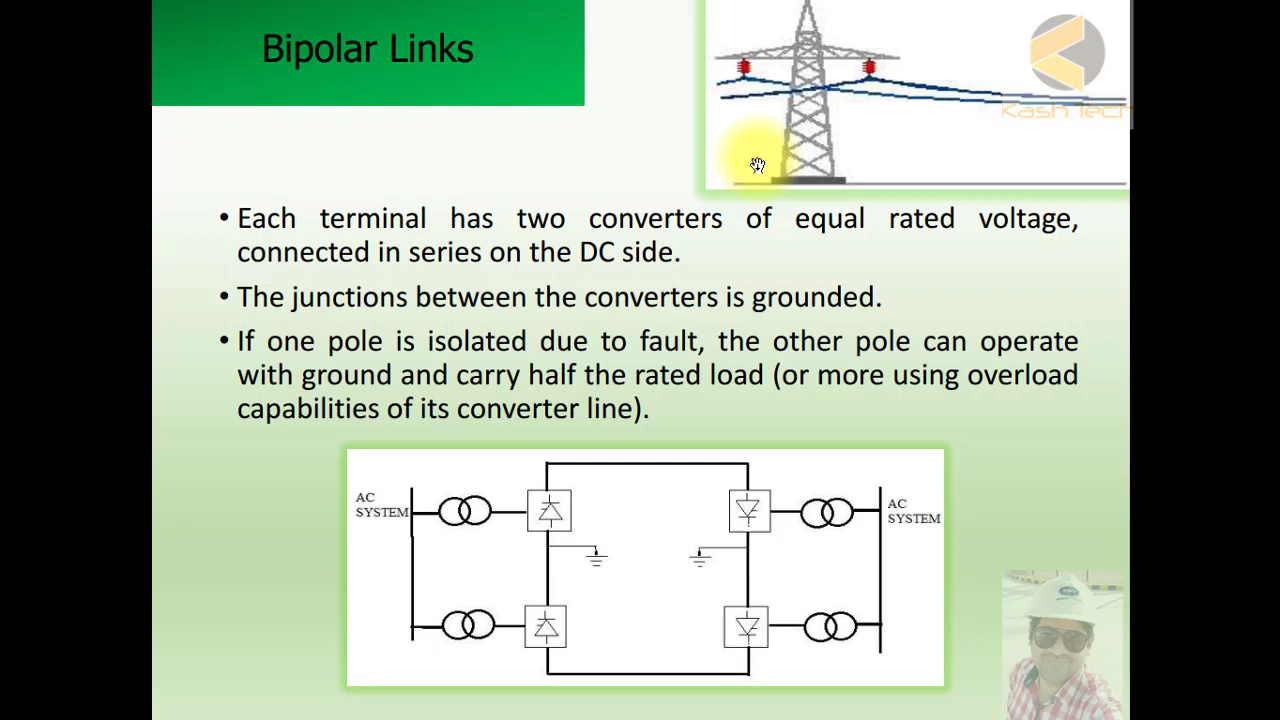 Bipolar Links
Kash Tech
• Each terminal has two converters of equal rated voltage,
connected in series on the DC side.
• The junctions between the converters is grounded.
• If one pole is isolated due to fault, the other pole can operate
with ground and carry half the rated load (or more using overload
capabilities of its converter line).
AC
SYSTEM
AC
SYSTEM